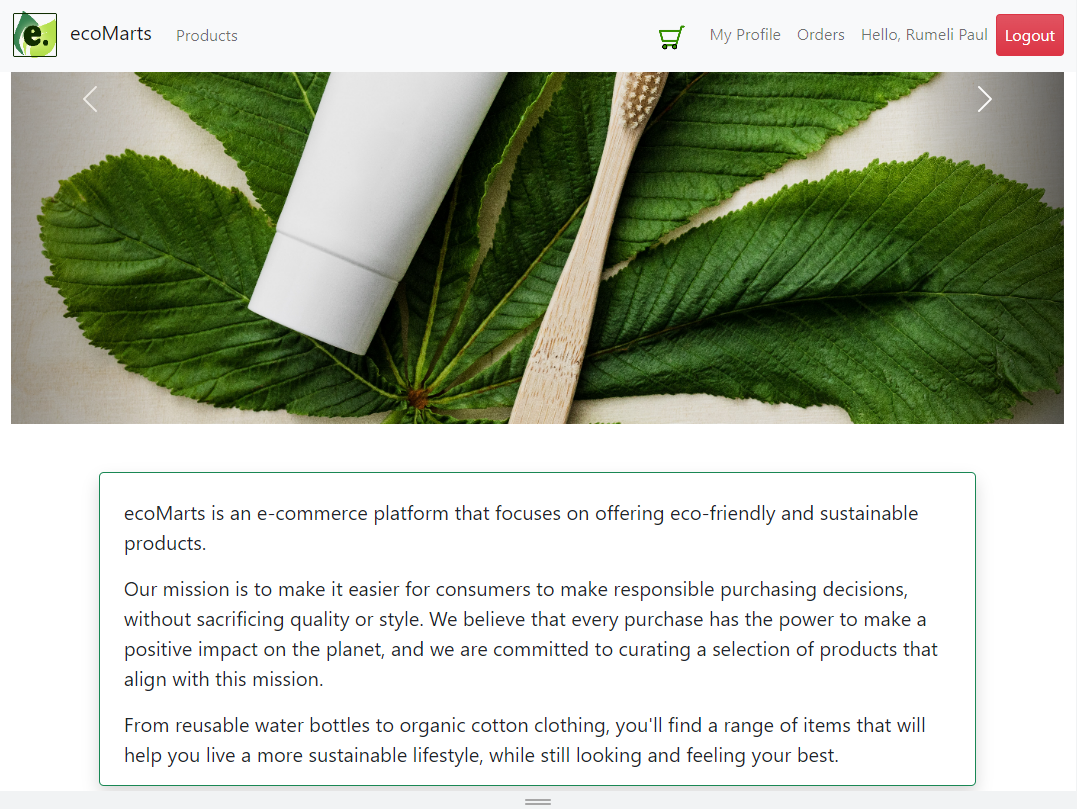 e. ecoMarts Products My Profile Orders Hello, Rumeli Paul Logout
ecoMarts is an e-commerce platform that focuses on offering eco-friendly and sustainable
products.
Our mission is to make it easier for consumers to make responsible purchasing decisions,
without sacrificing quality or style. We believe that every purchase has the power to make a
positive impact on the planet, and we are committed to curating a selection of products that
align with this mission.
From reusable water bottles to organic cotton clothing, you'll find a range of items that will
help you live a more sustainable lifestyle, while still looking and feeling your best.